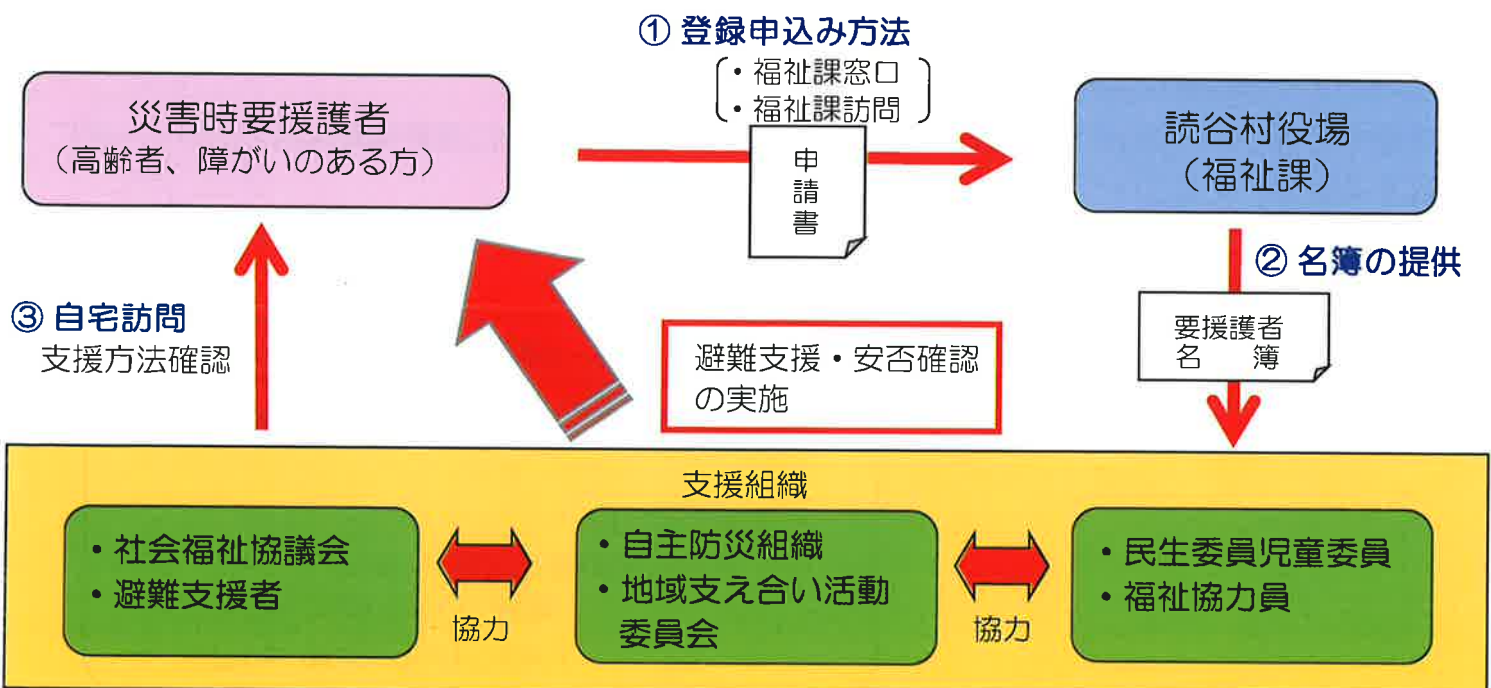 ① 登録申込み方法
・福祉課窓口
・福祉課訪問
災害時要援護者
（高齢者、障がいのある方）
申請書
読谷村役場
（福祉課）
② 名簿の提供
要援護者
名　簿
③ 自宅訪問
支援方法確認
避難支援・安否確認
の実施
支援組織
・社会福祉協議会
・避難支援者
協力
・自主防災組織
・地域支え合い活動
委員会
協力
・民生委員児童委員
・福祉協力員